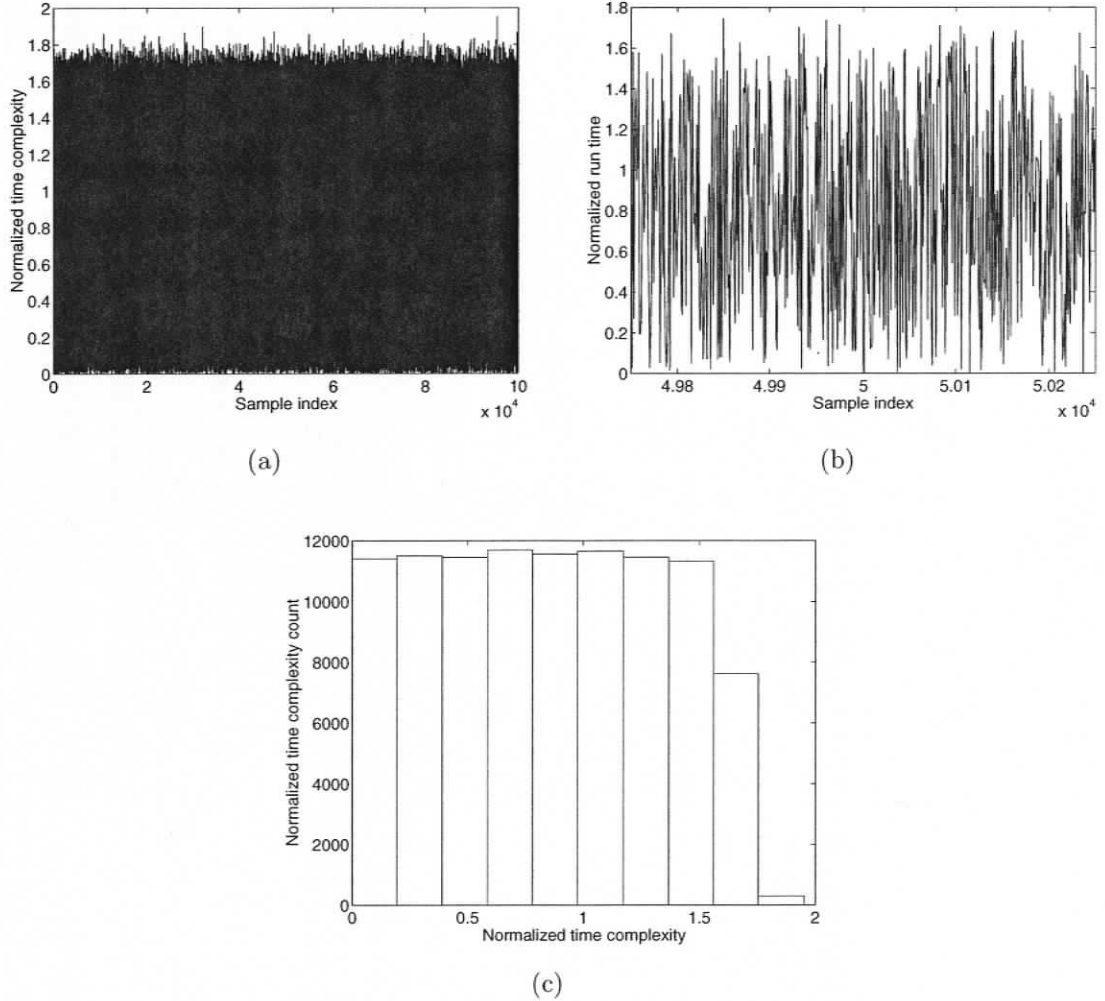 2
1.8
1.6
1.4
1.2
1
0.8
0.6
0.4
0.2
0
Normalized time complexity
0 2 4 6 8 10
Sample index
x 10^4
(a)
1.8
1.6
1.4
1.2
1
0.8
0.6
0.4
0.2
0
Normalized run time
4.98 4.99 5 5.01 5.02
Sample index
x 10^4
(b)
12000
10000
8000
6000
4000
2000
0
Normalized time complexity count
0 0.5 1 1.5 2
Normalized time complexity
(c)